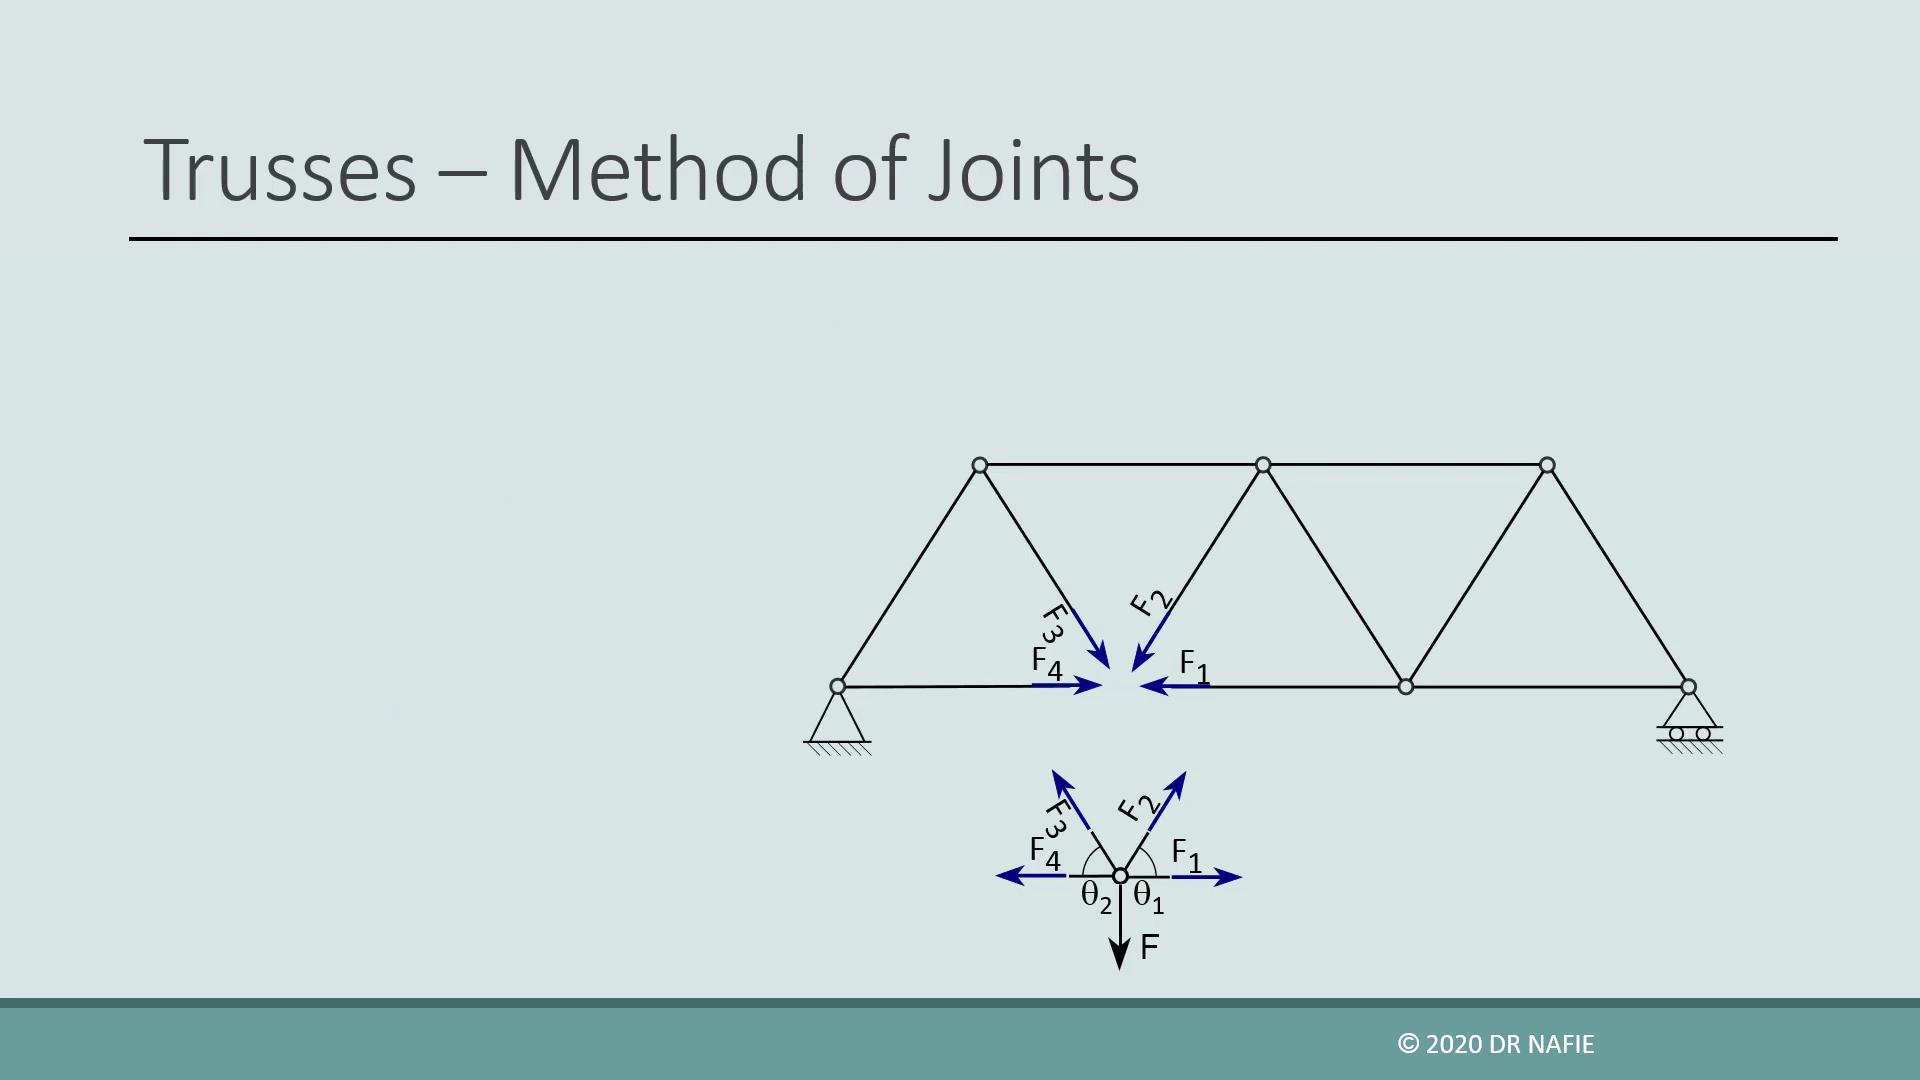 Trusses – Method of Joints
F3
F2
F4
F1
F3
F2
F4
F1
θ2
θ1
F
© 2020 DR NAFIE